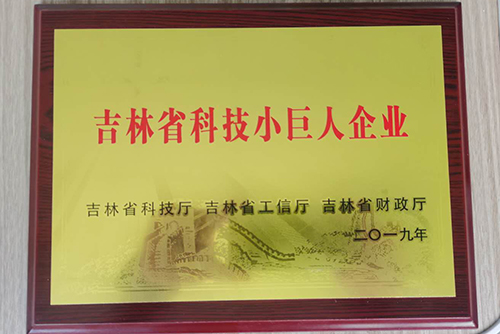 吉林省科技小巨人企业
吉林省科技厅 吉林省工信厅 吉林省财政厅
二〇一九年